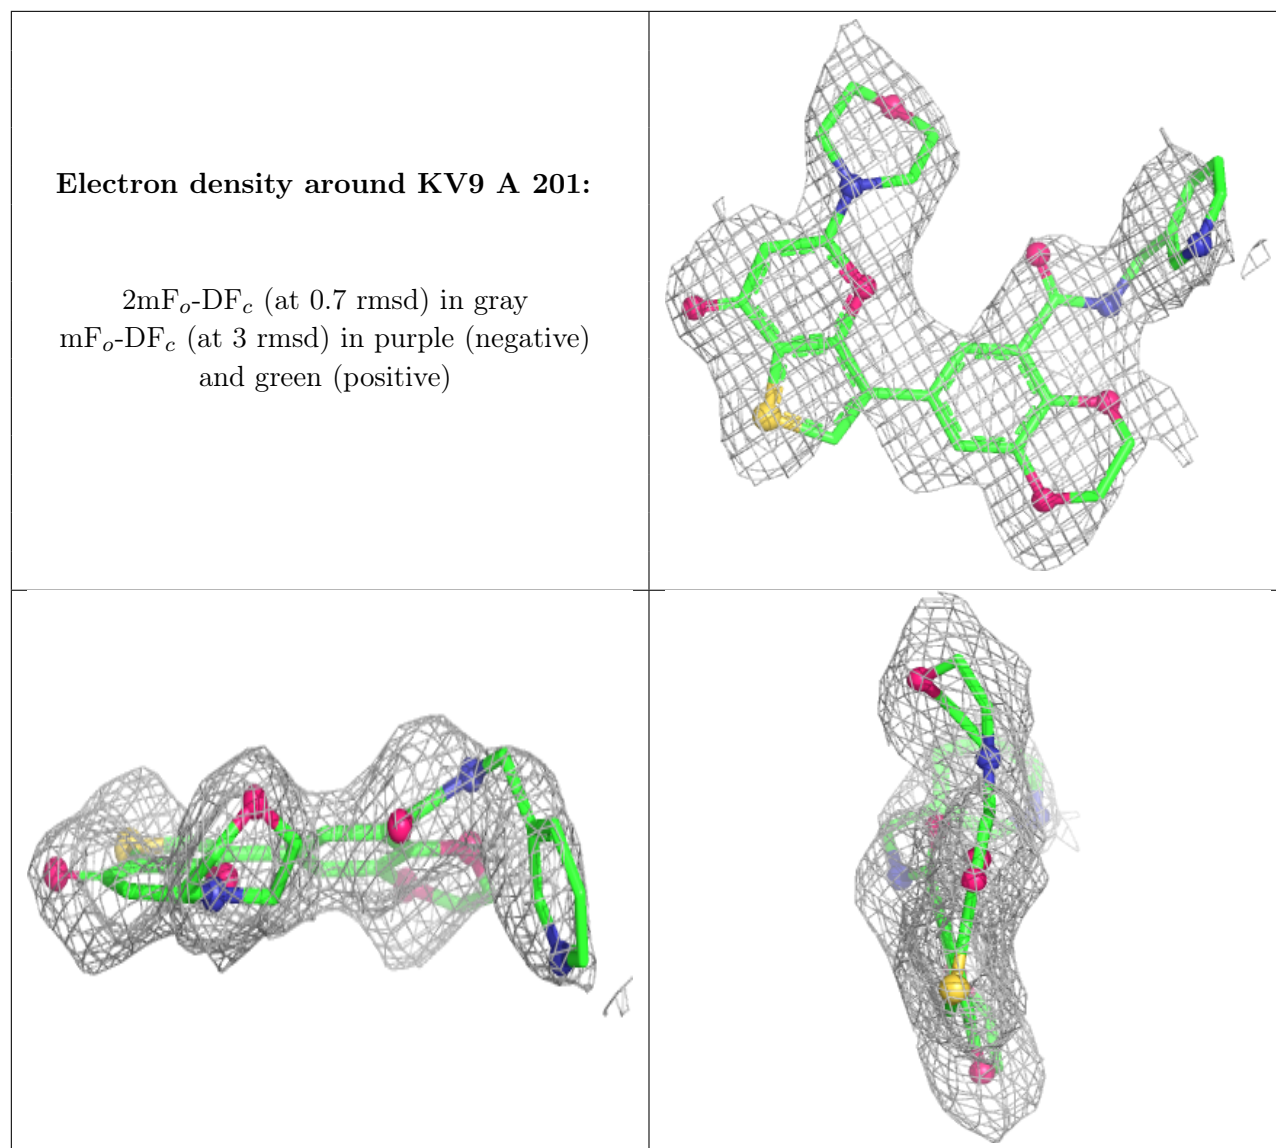 Electron density around KV9 A 201:
2mFₒ-DF𝒸 (at 0.7 rmsd) in gray
mFₒ-DF𝒸 (at 3 rmsd) in purple (negative)
and green (positive)